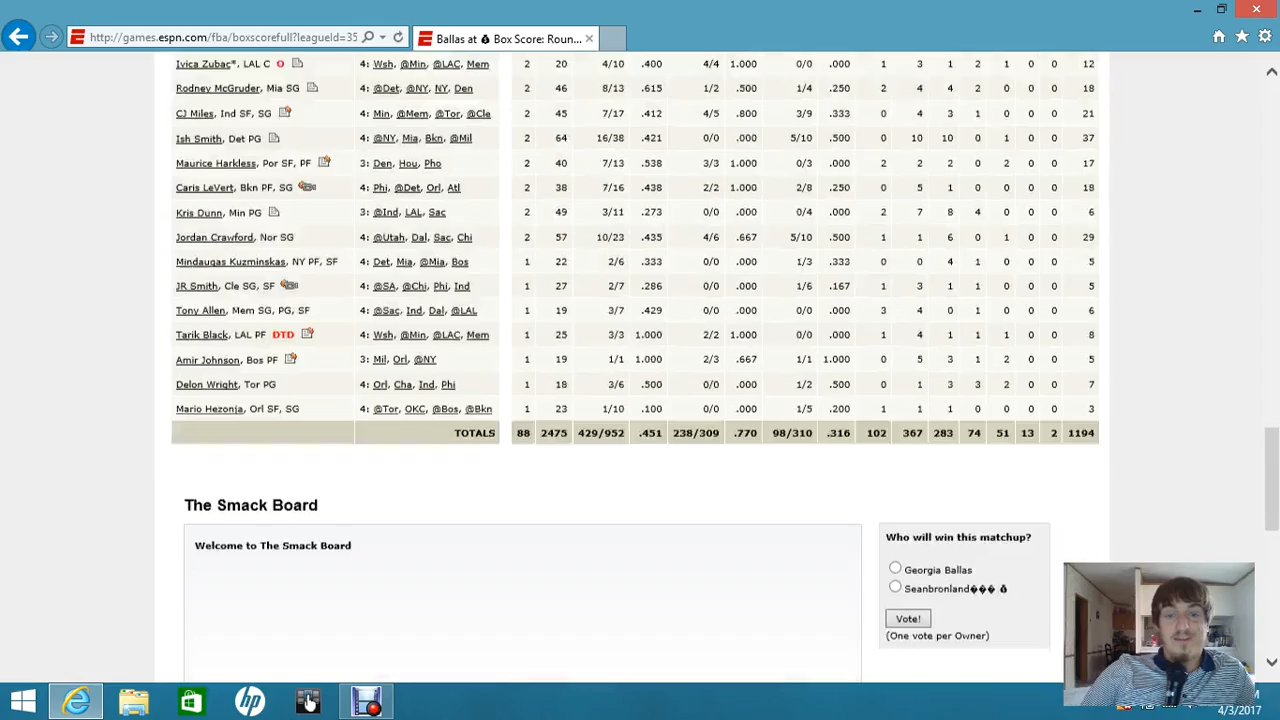 http://games.espn.com/fba/boxscorefull?leagueId=35
Ballas at Box Score: Roun...
Ivica Zubac*, LAL C O 4: Wsh, @Min, @LAC, Mem 2 20 4/10 .400 4/4 1.000 0/0 .000 1 3 1 2 1 0 0 12
Rodney McGruder, Mia SG 4: @Det, @NY, NY, Den 2 46 8/13 .615 1/2 .500 1/4 .250 2 4 4 2 0 0 0 18
CJ Miles, Ind SF, SG 4: Min, @Mem, @Tor, @Cle 2 45 7/17 .412 4/5 .800 3/9 .333 0 4 3 1 0 0 0 21
Ish Smith, Det PG 4: @NY, Mia, Bkn, @Mil 2 64 16/38 .421 0/0 .000 5/10 .500 0 10 10 0 1 0 0 37
Maurice Harkless, Por SF, PF 3: Den, Hou, Pho 2 40 7/13 .538 3/3 1.000 0/3 .000 2 2 2 0 2 0 0 17
Caris LeVert, Bkn PF, SG 4: Phi, @Det, Orl, Atl 2 38 7/16 .438 2/2 1.000 2/8 .250 0 5 1 0 0 0 0 18
Kris Dunn, Min PG 3: @Ind, LAL, Sac 2 49 3/11 .273 0/0 .000 0/4 .000 2 7 8 4 0 0 0 6
Jordan Crawford, Nor SG 4: @Utah, Dal, Sac, Chi 2 57 10/23 .435 4/6 .667 5/10 .500 1 1 6 0 1 0 0 29
Mindaugas Kuzminskas, NY PF, SF 4: Det, Mia, @Mia, Bos 1 22 2/6 .333 0/0 .000 1/3 .333 0 0 4 1 0 0 0 5
JR Smith, Cle SG, SF 4: @SA, @Chi, Phi, Ind 1 27 2/7 .286 0/0 .000 1/6 .167 1 3 1 1 0 0 0 5
Tony Allen, Mem SG, PG, SF 4: @Sac, Ind, Dal, @LAL 1 19 3/7 .429 0/0 .000 0/0 .000 3 4 0 1 0 0 0 6
Tarik Black, LAL PF DTD 4: Wsh, @Min, @LAC, Mem 1 25 3/3 1.000 2/2 1.000 0/0 .000 1 4 1 1 1 0 0 8
Amir Johnson, Bos PF 3: Mil, Orl, @NY 1 19 1/1 1.000 2/3 .667 1/1 1.000 0 5 3 1 2 0 0 5
Delon Wright, Tor PG 4: Orl, Cha, Ind, Phi 1 18 3/6 .500 0/0 .000 1/2 .500 0 1 3 3 2 0 0 7
Mario Hezonja, Orl SF, SG 4: @Tor, OKC, @Bos, @Bkn 1 23 1/10 .100 0/0 .000 1/5 .200 1 1 1 0 0 0 0 3
TOTALS 88 2475 429/952 .451 238/309 .770 98/310 .316 102 367 283 74 51 13 2 1194
The Smack Board
Welcome to The Smack Board
Who will win this matchup?
Georgia Ballas
Seanbronland���
Vote!
(One vote per Owner)
hp
4/3/2017